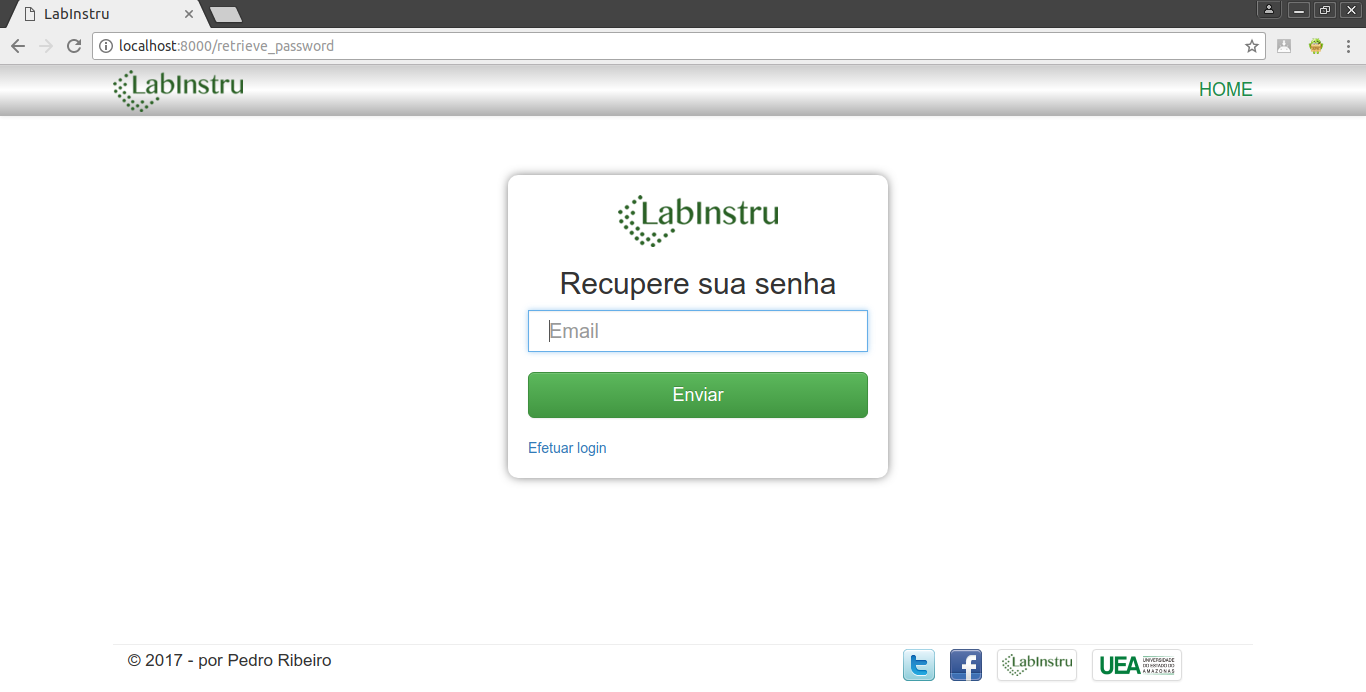 LabInstru
localhost:8000/retrieve_password
LabInstru
HOME
LabInstru
Recupere sua senha
Email
Enviar
Efetuar login
© 2017 - por Pedro Ribeiro
LabInstru
UEA
UNIVERSIDADE
DO ESTADO DO
AMAZONAS